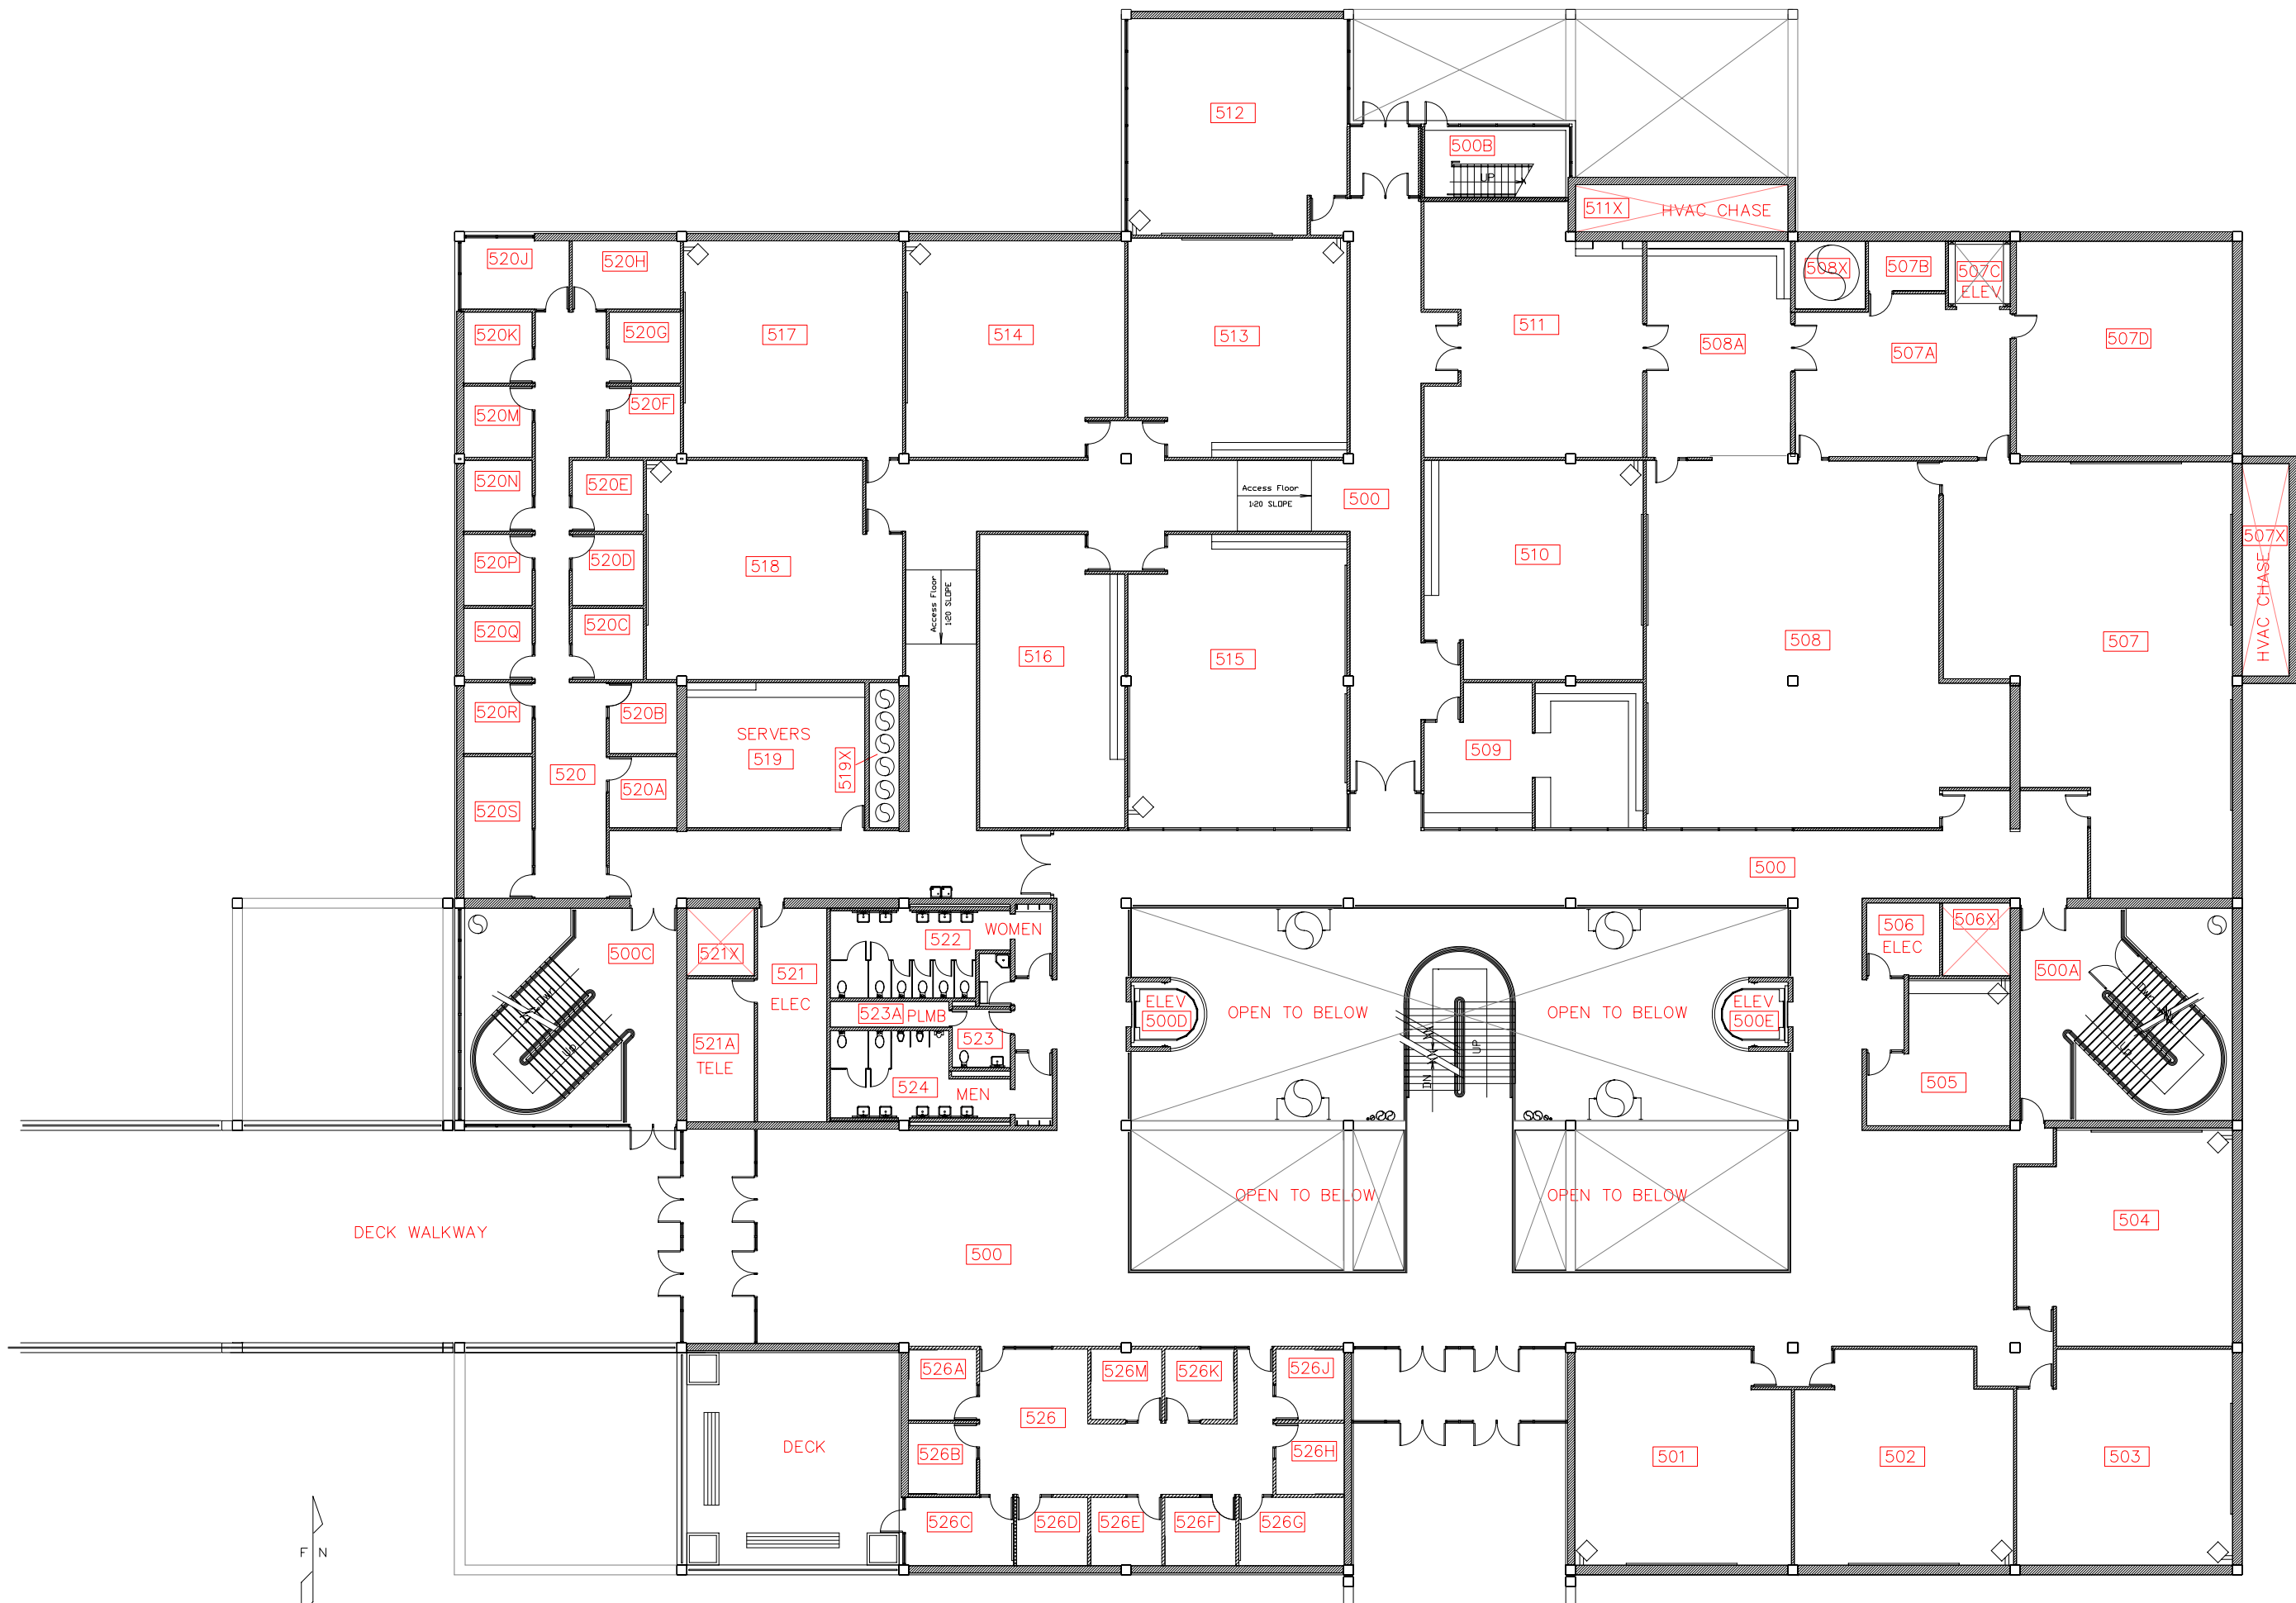 512
500B
UP
511X HVAC CHASE
520J
520H
508X
507B
507C
ELEV
520K
520G
517
514
513
511
508A
507A
507D
520M
520F
520N
520E
Access Floor
1:20 SLOPE
500
520P
520D
518
510
507X
HVAC CHASE
520Q
520C
Access Floor
1:20 SLOPE
516
515
508
507
520R
520B
SERVERS
519
519X
509
520
520S
520A
500
500C
521X
522
WOMEN
506
ELEC
506X
521
ELEC
500A
Dwn
UP
523A PLMB
ELEV
500D
OPEN TO BELOW
OPEN TO BELOW
ELEV
500E
Dwn
UP
521A
TELE
523
UP
DN
524
MEN
505
DECK WALKWAY
500
OPEN TO BELOW
OPEN TO BELOW
504
526A
526M
526K
526J
526
DECK
526B
526H
501
502
503
526C
526D
526E
526F
526G
F N